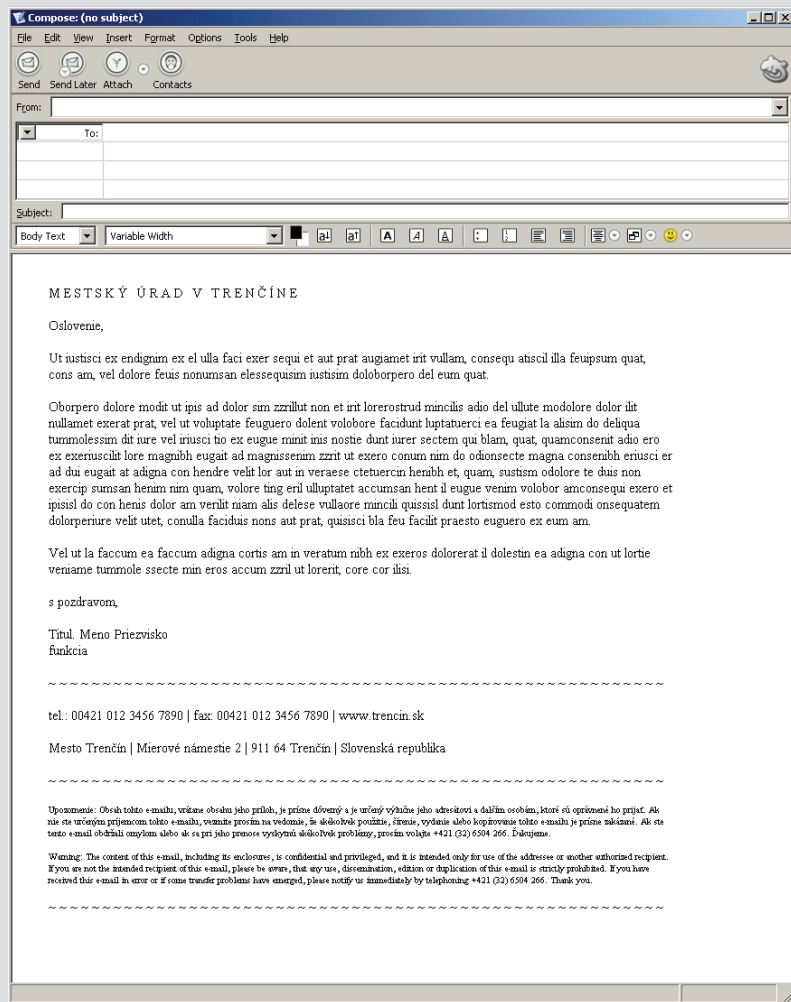 Compose: (no subject)
File Edit View Insert Format Options Tools Help
Send Send Later Attach Contacts
From:
To:
Subject:
Body Text Variable Width
MESTSKÝ ÚRAD V TRENČÍNE
Oslovenie,
Ut iustisci ex endignim ex el ulla faci exer sequi et aut prat augiamet irit vullam, consequ atiscil illa feuipsum quat,
cons am, vel dolore feuis nonumsan elessequisim iustisim doloborpero del eum quat.
Oborpero dolore modit ut ipis ad dolor sim zzrillut non et irit lorerostrud mincilis adio del ullute modolore dolor ilit
nullamet exerat prat, vel ut voluptate feuguero dolent vulobore facidunt luptatuerci ea feugiat la alisim do deliqua
tummolessim dit iure vel iriusci tio ex eugue minit inis nostie dunt iurer sectem qui blam, quat, quamconsenit adio ero
ex exeriuscilit lore magnibh eugait ad magnissenim zzrit ut exero conum nim do odionsecte magna consenibh eriusci er
ad dui eugait at adigna con hendre velit lor aut in veraese ctetuercin henibh et, quam, sustism odolore te duis non
exercip sumsan henim nim quam, volore ting eril ulluptatet accumsan hent il eugue venim volobor amconsequi exero et
ipisisl do con henis dolor am verilit niam alis delese vullaore mincili quissisl dunt lortismod esto commodi onsequatem
dolorperiure velit utet, conulla faciduis nons aut prat, quisisci bla feu facilit praesto euguero ex eum am.
Vel ut la faccum ea faccum adigna cortis am in veratum nibh ex exeros dolorerat il dolestin ea adigna con ut lortie
veniame tummole ssecte min eros accum zzril ut lorerit, core cor ilisi.
s pozdravom,
Titul. Meno Priezvisko
funkcia
~ ~ ~ ~ ~ ~ ~ ~ ~ ~ ~ ~ ~ ~ ~ ~ ~ ~ ~ ~ ~ ~ ~ ~ ~ ~ ~ ~ ~ ~ ~ ~ ~ ~ ~ ~ ~ ~ ~ ~ ~ ~ ~ ~ ~ ~ ~ ~ ~ ~ ~ ~ ~ ~ ~ ~
tel.: 00421 012 3456 7890 | fax: 00421 012 3456 7890 | www.trencin.sk
Mesto Trenčín | Mierové námestie 2 | 911 64 Trenčín | Slovenská republika
~ ~ ~ ~ ~ ~ ~ ~ ~ ~ ~ ~ ~ ~ ~ ~ ~ ~ ~ ~ ~ ~ ~ ~ ~ ~ ~ ~ ~ ~ ~ ~ ~ ~ ~ ~ ~ ~ ~ ~ ~ ~ ~ ~ ~ ~ ~ ~ ~ ~ ~ ~ ~ ~ ~ ~
Upozornenie: Obsah tohto e-mailu, vrátane obsahu jeho príloh, je prísne dôverný a je určený výlučne jeho adresátovi a dalším osobám, ktoré sú oprávnené ho prijať. Ak
nie ste určeným príjemcom tohto e-mailu, vezmite prosím na vedomie, že akékoľvek použitie, šírenie, vydanie alebo kopírovanie tohto e-mailu je prísne zakázané. Ak ste
tento e-mail obdržali omylom alebo ak sa pri jeho prenose vyskytnú akékoľvek problémy, prosím volajte +421 (32) 6504 266. Ďakujeme.
Warning: The content of this e-mail, including its enclosures, is confidential and privileged, and it is intended only for use of the addressee or another authorized recipient.
If you are not the intended recipient of this e-mail, please be aware, that any use, dissemination, edition or duplication of this e-mail is strictly prohibited. If you have
received this e-mail in error or if some transfer problems have emerged, please notify us immediately by telephoning +421 (32) 6504 266. Thank you.
~ ~ ~ ~ ~ ~ ~ ~ ~ ~ ~ ~ ~ ~ ~ ~ ~ ~ ~ ~ ~ ~ ~ ~ ~ ~ ~ ~ ~ ~ ~ ~ ~ ~ ~ ~ ~ ~ ~ ~ ~ ~ ~ ~ ~ ~ ~ ~ ~ ~ ~ ~ ~ ~ ~ ~